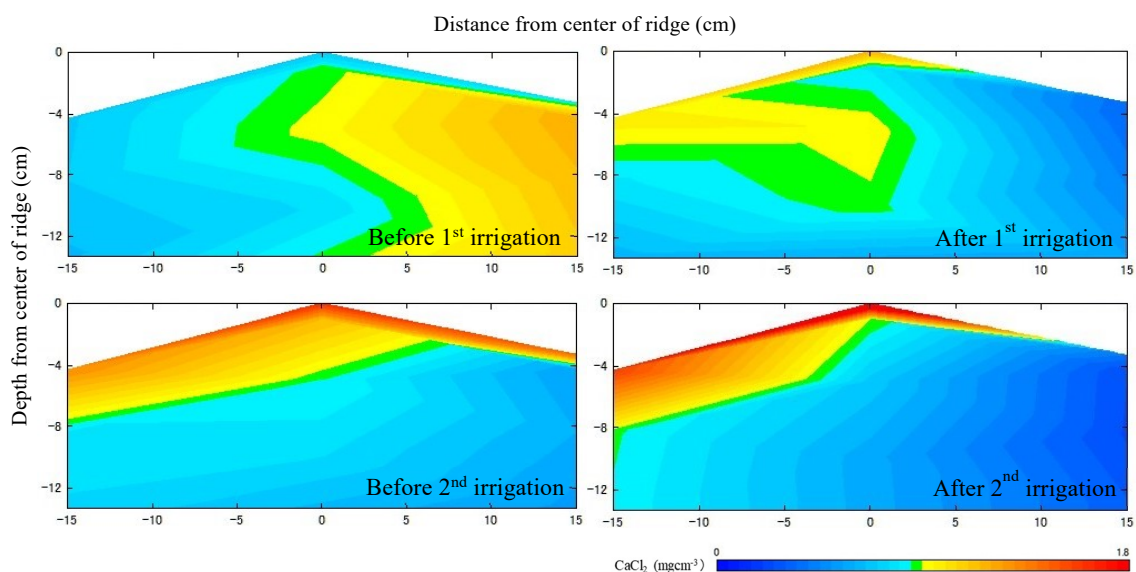 Distance from center of ridge (cm)
Depth from center of ridge (cm)
0
-4
-8
-12
-15 -10 -5 0 5 10 15
Before 1st irrigation
0
-4
-8
-12
-15 -10 -5 0 5 10 15
After 1st irrigation
0
-4
-8
-12
-15 -10 -5 0 5 10 15
Before 2nd irrigation
0
-4
-8
-12
-15 -10 -5 0 5 10 15
After 2nd irrigation
0 1.8
CaCl₂ (mgcm⁻³)